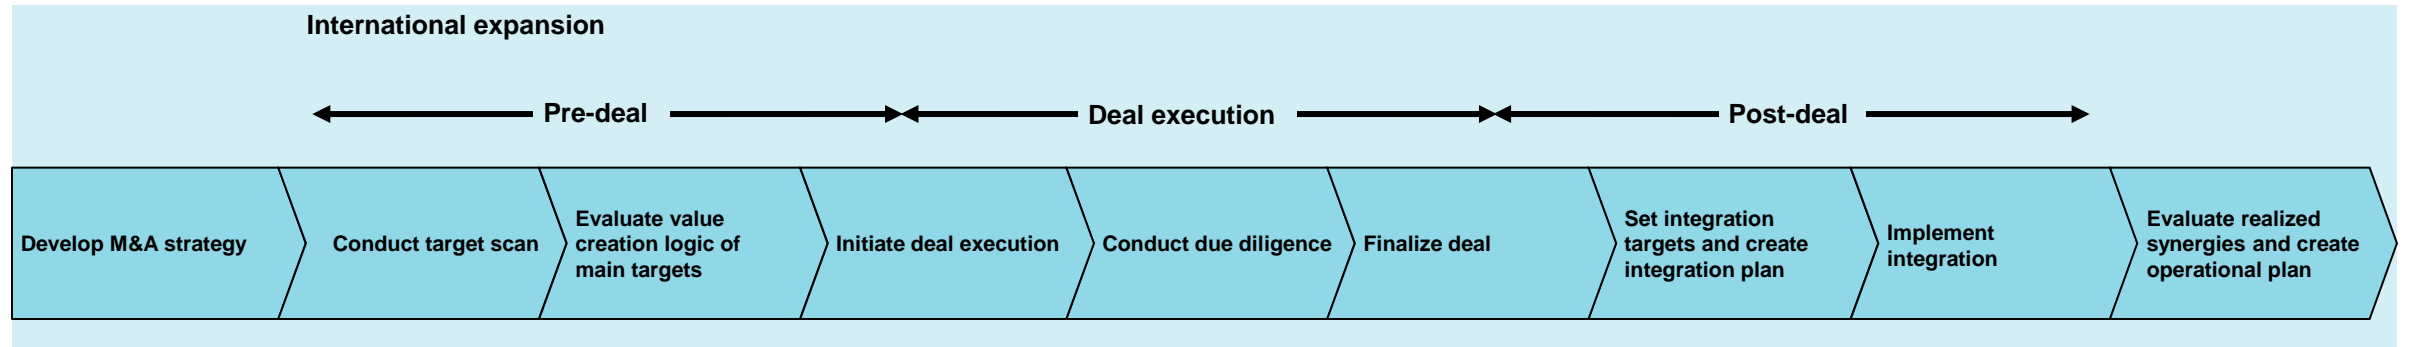 International expansion
Pre-deal
Deal execution
Post-deal
Develop M&A strategy
Conduct target scan
Evaluate value
creation logic of
main targets
Initiate deal execution
Conduct due diligence
Finalize deal
Set integration
targets and create
integration plan
Implement
integration
Evaluate realized
synergies and create
operational plan